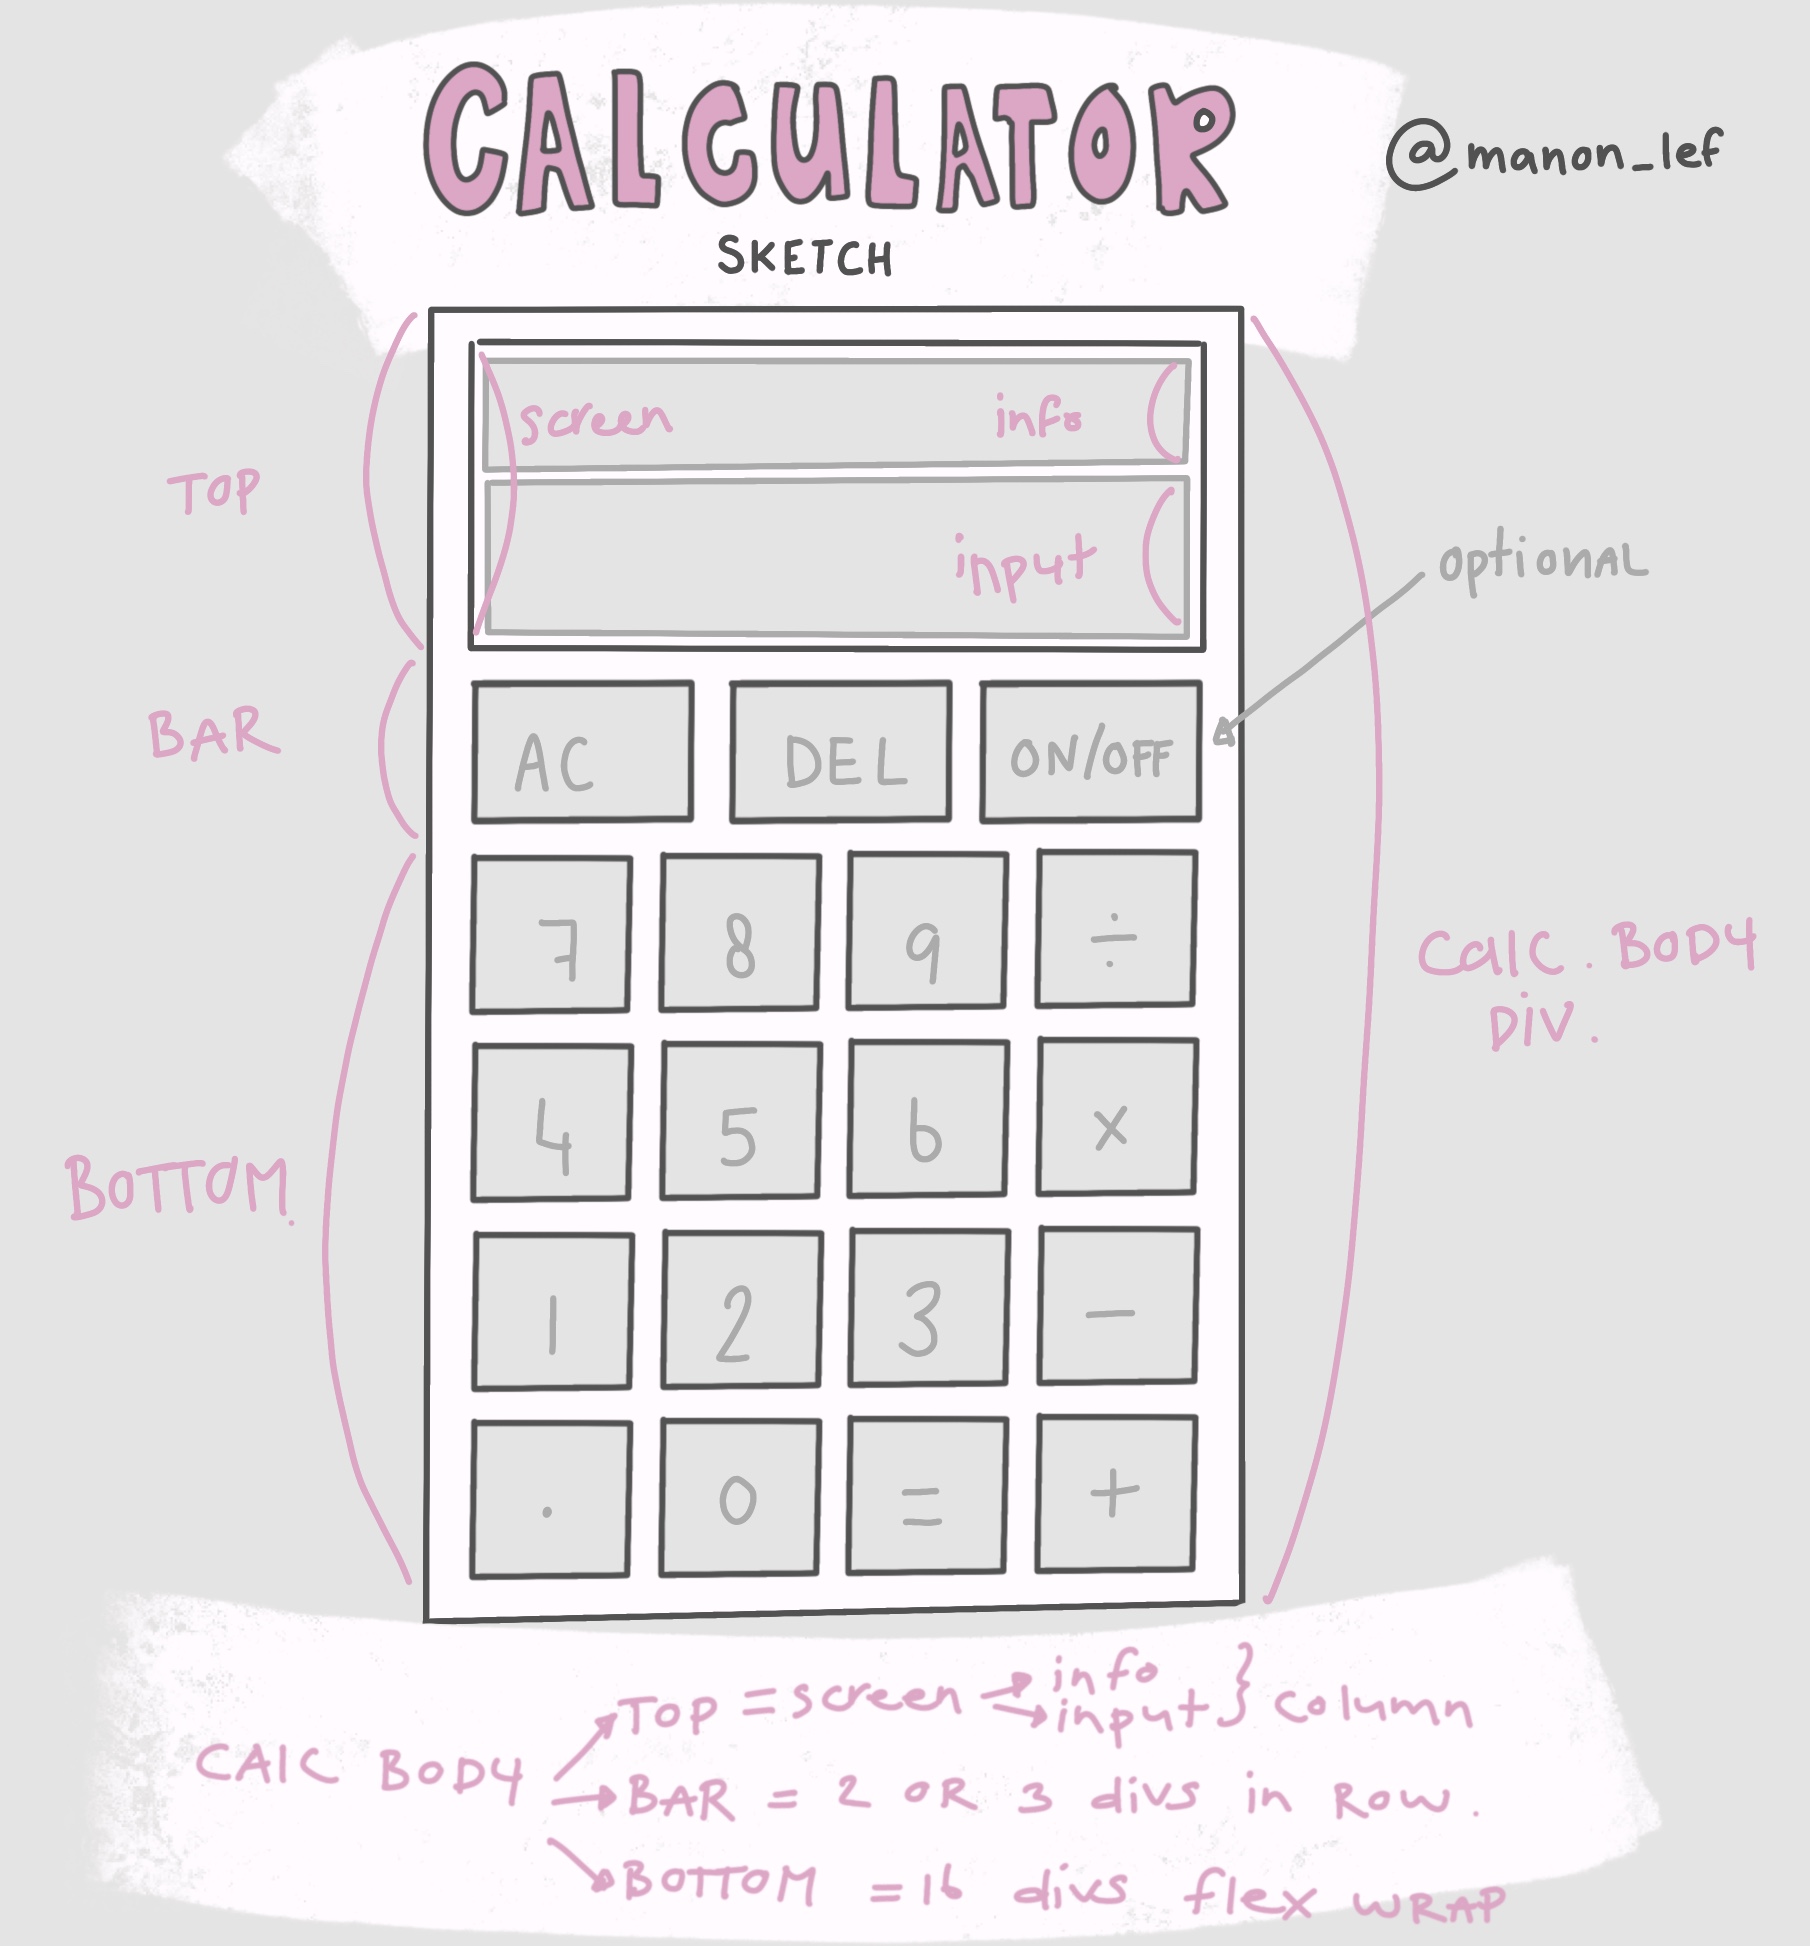 CALCULATOR
@manon_lef
SKETCH
screen info
TOP
input
optioNAL
BAR
AC DEL ON/OFF
7 8 9 ÷
CalC. BODY
DiV.
4 5 6 x
BOTTOM.
1 2 3 −
. 0 = +
CAlC BODY
TOP = screen → info
→ input } column
BAR = 2 OR 3 divs in ROW.
BOTTOM = 16 divs flex WRAP